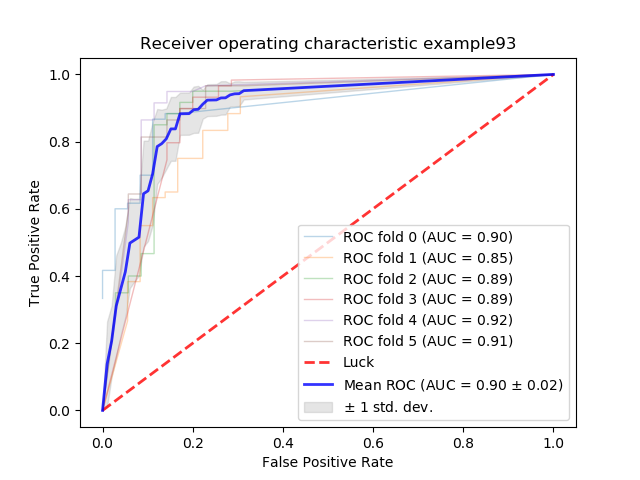 Receiver operating characteristic example93
1.0
0.8
0.6
0.4
0.2
0.0
True Positive Rate
ROC fold 0 (AUC = 0.90)
ROC fold 1 (AUC = 0.85)
ROC fold 2 (AUC = 0.89)
ROC fold 3 (AUC = 0.89)
ROC fold 4 (AUC = 0.92)
ROC fold 5 (AUC = 0.91)
Luck
Mean ROC (AUC = 0.90 ± 0.02)
± 1 std. dev.
0.0 0.2 0.4 0.6 0.8 1.0
False Positive Rate